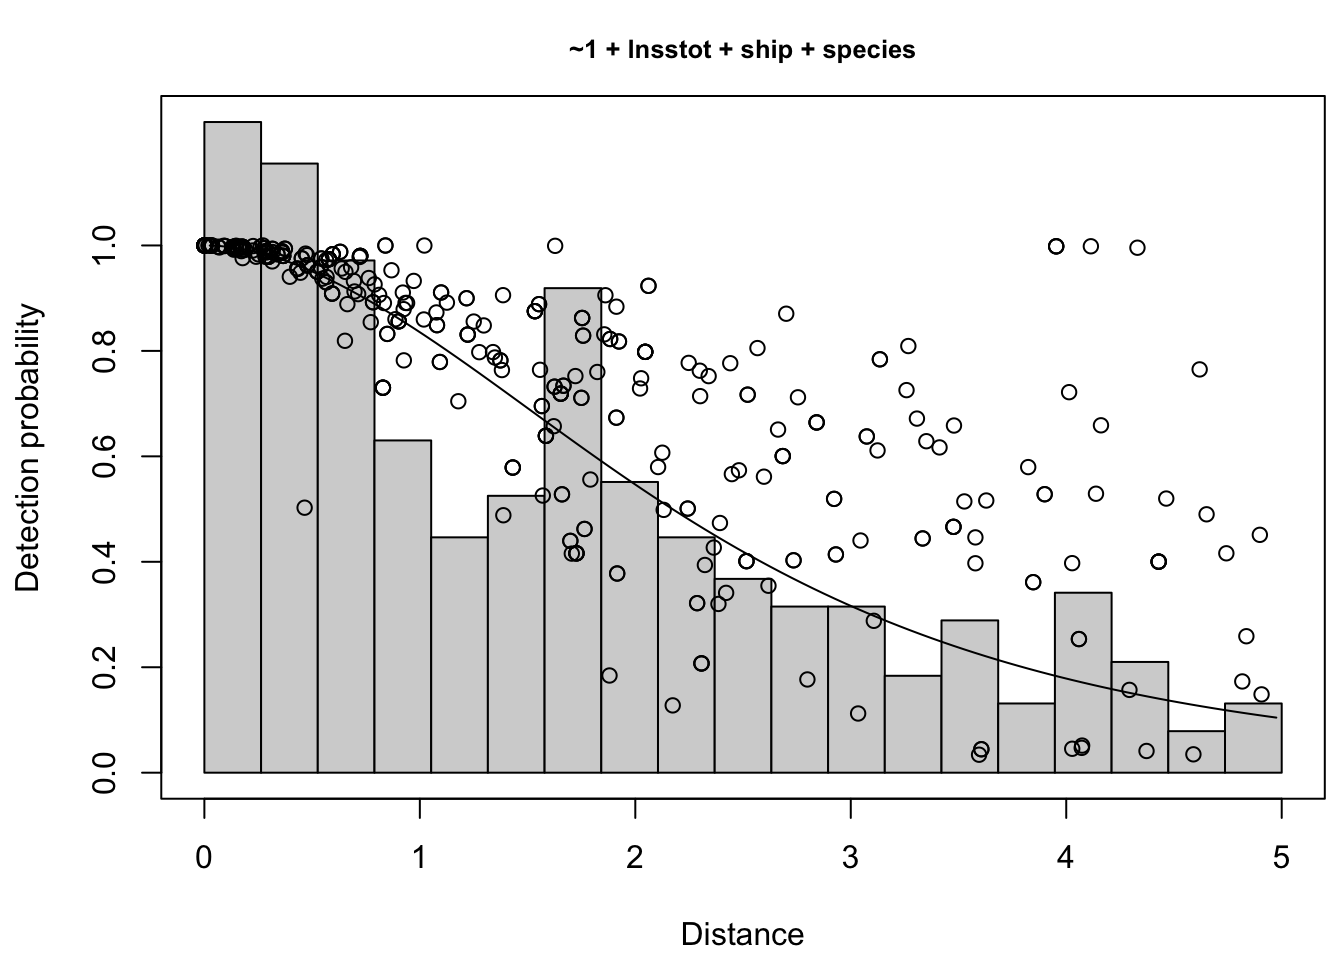 ~1 + lnsstot + ship + species
Detection probability
1.0
0.8
0.6
0.4
0.2
0.0
0 1 2 3 4 5
Distance